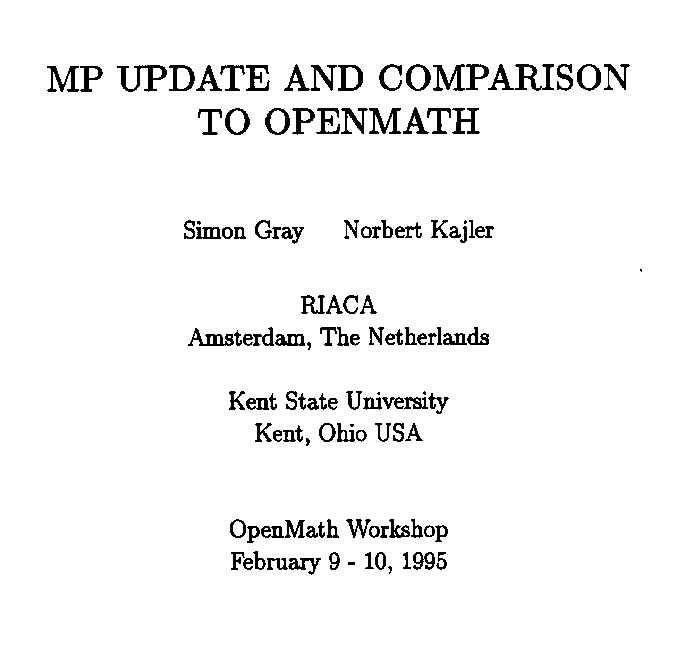 MP UPDATE AND COMPARISON
TO OPENMATH
Simon Gray Norbert Kajler
RIACA
Amsterdam, The Netherlands
Kent State University
Kent, Ohio USA
OpenMath Workshop
February 9 - 10, 1995